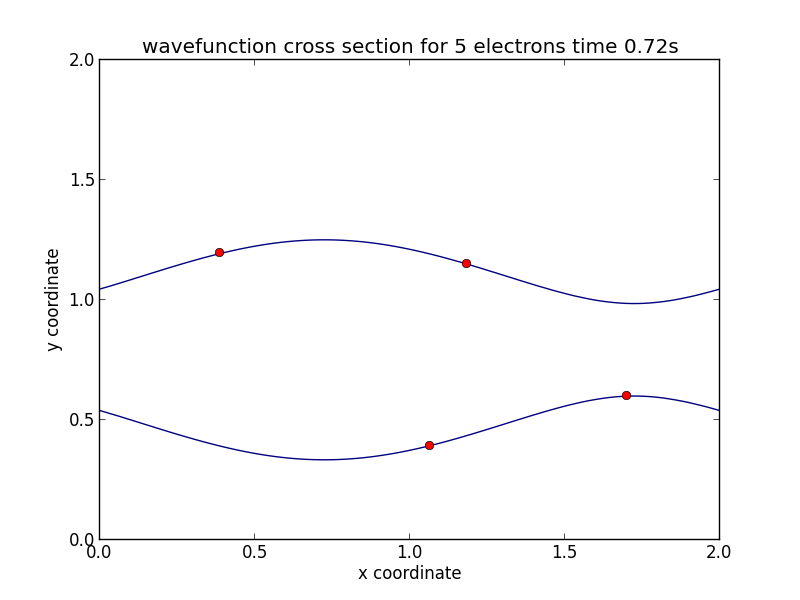 wavefunction cross section for 5 electrons time 0.72s
2.0
1.5
1.0
0.5
0.0
y coordinate
0.0 0.5 1.0 1.5 2.0
x coordinate